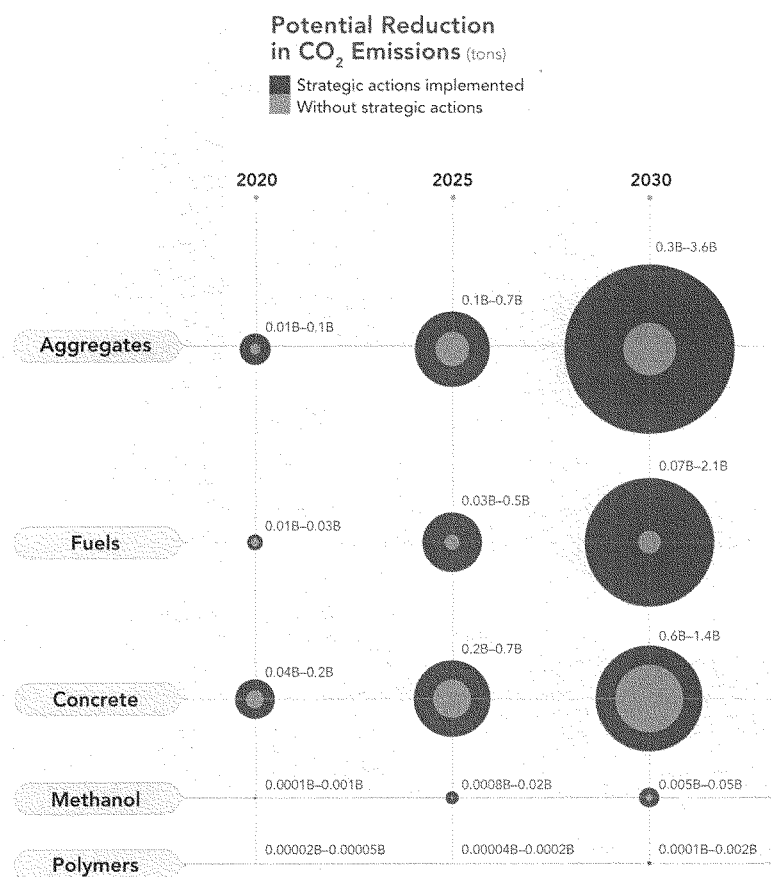 Potential Reduction
in CO₂ Emissions (tons)
Strategic actions implemented
Without strategic actions
2020 2025 2030
0.3B–3.6B
0.1B–0.7B
0.01B–0.1B
Aggregates
0.07B–2.1B
0.03B–0.5B
0.01B–0.03B
Fuels
0.6B–1.4B
0.2B–0.7B
0.04B–0.2B
Concrete
0.0001B–0.001B 0.0008B–0.02B 0.005B–0.05B
Methanol
0.00002B–0.00005B 0.00004B–0.0002B 0.0001B–0.002B
Polymers